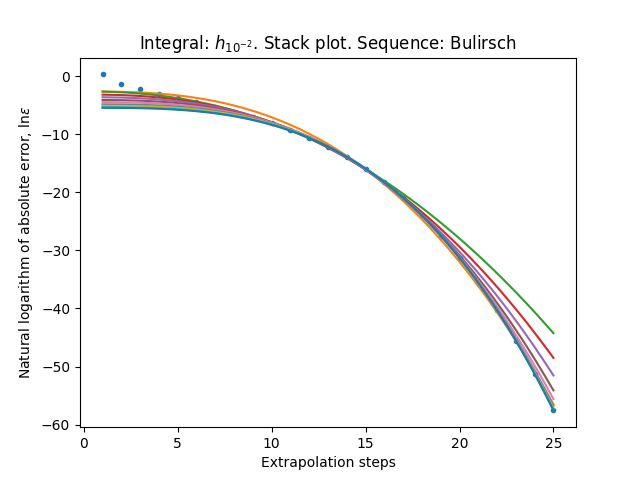 Integral: h₁₀⁻². Stack plot. Sequence: Bulirsch
Natural logarithm of absolute error, lnε
0
−10
−20
−30
−40
−50
−60
0 5 10 15 20 25
Extrapolation steps